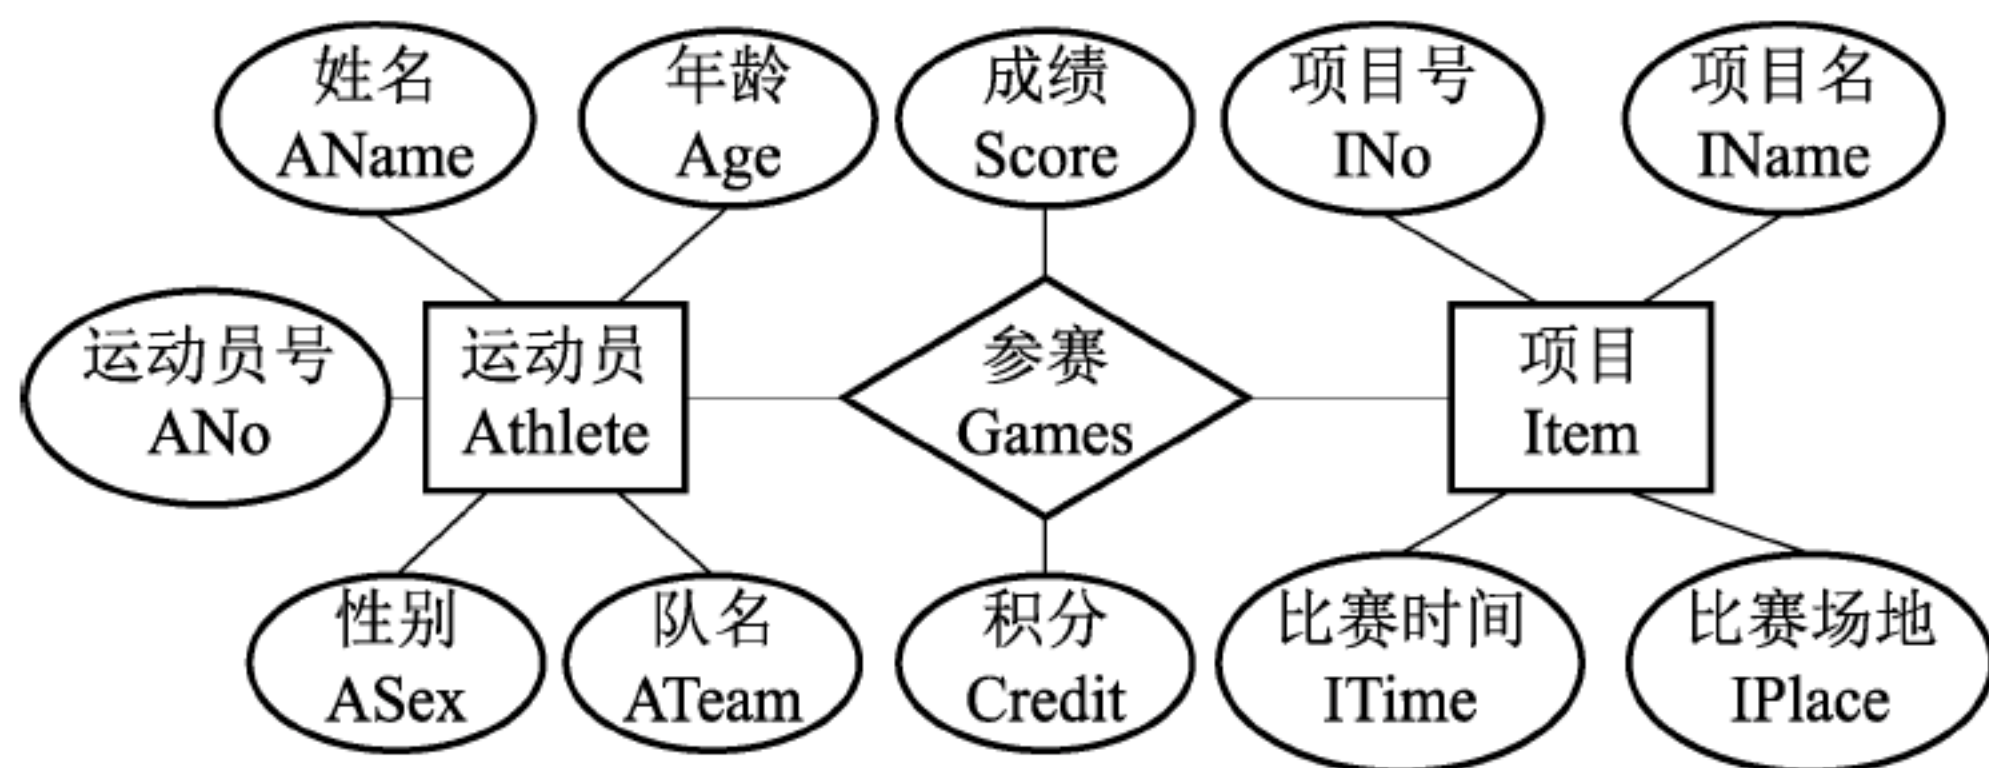 姓名
AName
年龄
Age
成绩
Score
项目号
INo
项目名
IName
运动员号
ANo
运动员
Athlete
参赛
Games
项目
Item
性别
ASex
队名
ATeam
积分
Credit
比赛时间
ITime
比赛场地
IPlace